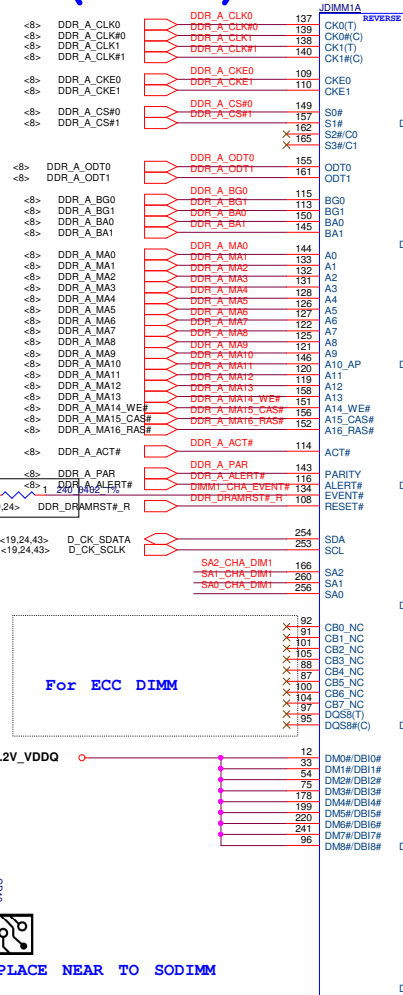 JDIMM1A
REVERSE
<8> DDR_A_CLK0 DDR_A_CLK0 137 CK0(T)
<8> DDR_A_CLK#0 DDR_A_CLK#0 139 CK0#(C)
<8> DDR_A_CLK1 DDR_A_CLK1 138 CK1(T)
<8> DDR_A_CLK#1 DDR_A_CLK#1 140 CK1#(C)
<8> DDR_A_CKE0 DDR_A_CKE0 109 CKE0
<8> DDR_A_CKE1 DDR_A_CKE1 110 CKE1
<8> DDR_A_CS#0 DDR_A_CS#0 149 S0#
<8> DDR_A_CS#1 DDR_A_CS#1 157 S1#
162 S2#/C0
165 S3#/C1
<8> DDR_A_ODT0 DDR_A_ODT0 155 ODT0
<8> DDR_A_ODT1 DDR_A_ODT1 161 ODT1
<8> DDR_A_BG0 DDR_A_BG0 115 BG0
<8> DDR_A_BG1 DDR_A_BG1 113 BG1
<8> DDR_A_BA0 DDR_A_BA0 150 BA0
<8> DDR_A_BA1 DDR_A_BA1 145 BA1
<8> DDR_A_MA0 DDR_A_MA0 144 A0
<8> DDR_A_MA1 DDR_A_MA1 133 A1
<8> DDR_A_MA2 DDR_A_MA2 132 A2
<8> DDR_A_MA3 DDR_A_MA3 131 A3
<8> DDR_A_MA4 DDR_A_MA4 128 A4
<8> DDR_A_MA5 DDR_A_MA5 126 A5
<8> DDR_A_MA6 DDR_A_MA6 127 A6
<8> DDR_A_MA7 DDR_A_MA7 122 A7
<8> DDR_A_MA8 DDR_A_MA8 125 A8
<8> DDR_A_MA9 DDR_A_MA9 121 A9
<8> DDR_A_MA10 DDR_A_MA10 146 A10_AP
<8> DDR_A_MA11 DDR_A_MA11 120 A11
<8> DDR_A_MA12 DDR_A_MA12 119 A12
<8> DDR_A_MA13 DDR_A_MA13 158 A13
<8> DDR_A_MA14_WE# DDR_A_MA14_WE# 151 A14_WE#
<8> DDR_A_MA15_CAS# DDR_A_MA15_CAS# 156 A15_CAS#
<8> DDR_A_MA16_RAS# DDR_A_MA16_RAS# 152 A16_RAS#
<8> DDR_A_ACT# DDR_A_ACT# 114 ACT#
<8> DDR_A_PAR DDR_A_PAR 143 PARITY
<8> DDR_A_ALERT# DDR_A_ALERT# 116 ALERT#
1 240_0402_1% DIMM1_CHA_EVENT# 134 EVENT#
,24> DDR_DRAMRST#_R DDR_DRAMRST#_R 108 RESET#
<19,24,43> D_CK_SDATA 254 SDA
<19,24,43> D_CK_SCLK 253 SCL
SA2_CHA_DIM1 166 SA2
SA1_CHA_DIM1 260 SA1
SA0_CHA_DIM1 256 SA0
92 CB0_NC
91 CB1_NC
101 CB2_NC
105 CB3_NC
88 CB4_NC
87 CB5_NC
100 CB6_NC
104 CB7_NC
97 DQS8(T)
95 DQS8#(C)
For ECC DIMM
.2V_VDDQ
12 DM0#/DBI0#
33 DM1#/DBI1#
54 DM2#/DBI2#
75 DM3#/DBI3#
178 DM4#/DBI4#
199 DM5#/DBI5#
220 DM6#/DBI6#
241 DM7#/DBI7#
96 DM8#/DBI8#
PLACE NEAR TO SODIMM